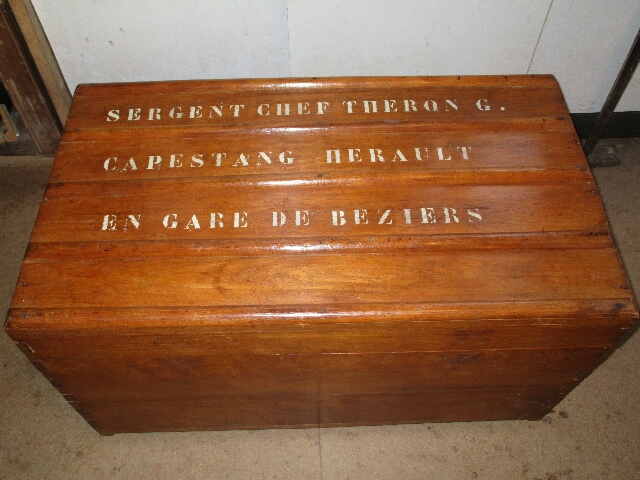 SERGENT CHEF THERON G.
CAPESTANG HERAULT
EN GARE DE BEZIERS